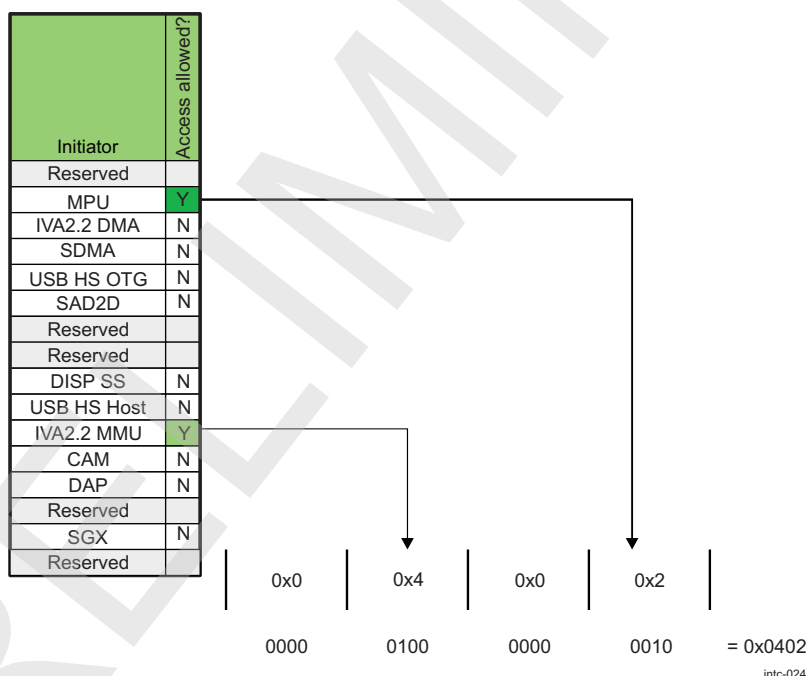 Access allowed?
Initiator
Reserved
MPU Y
IVA2.2 DMA N
SDMA N
USB HS OTG N
SAD2D N
Reserved
Reserved
DISP SS N
USB HS Host N
IVA2.2 MMU Y
CAM N
DAP N
Reserved
SGX N
Reserved
0x0 0x4 0x0 0x2
0000 0100 0000 0010 = 0x0402
intc-024
RELIMI